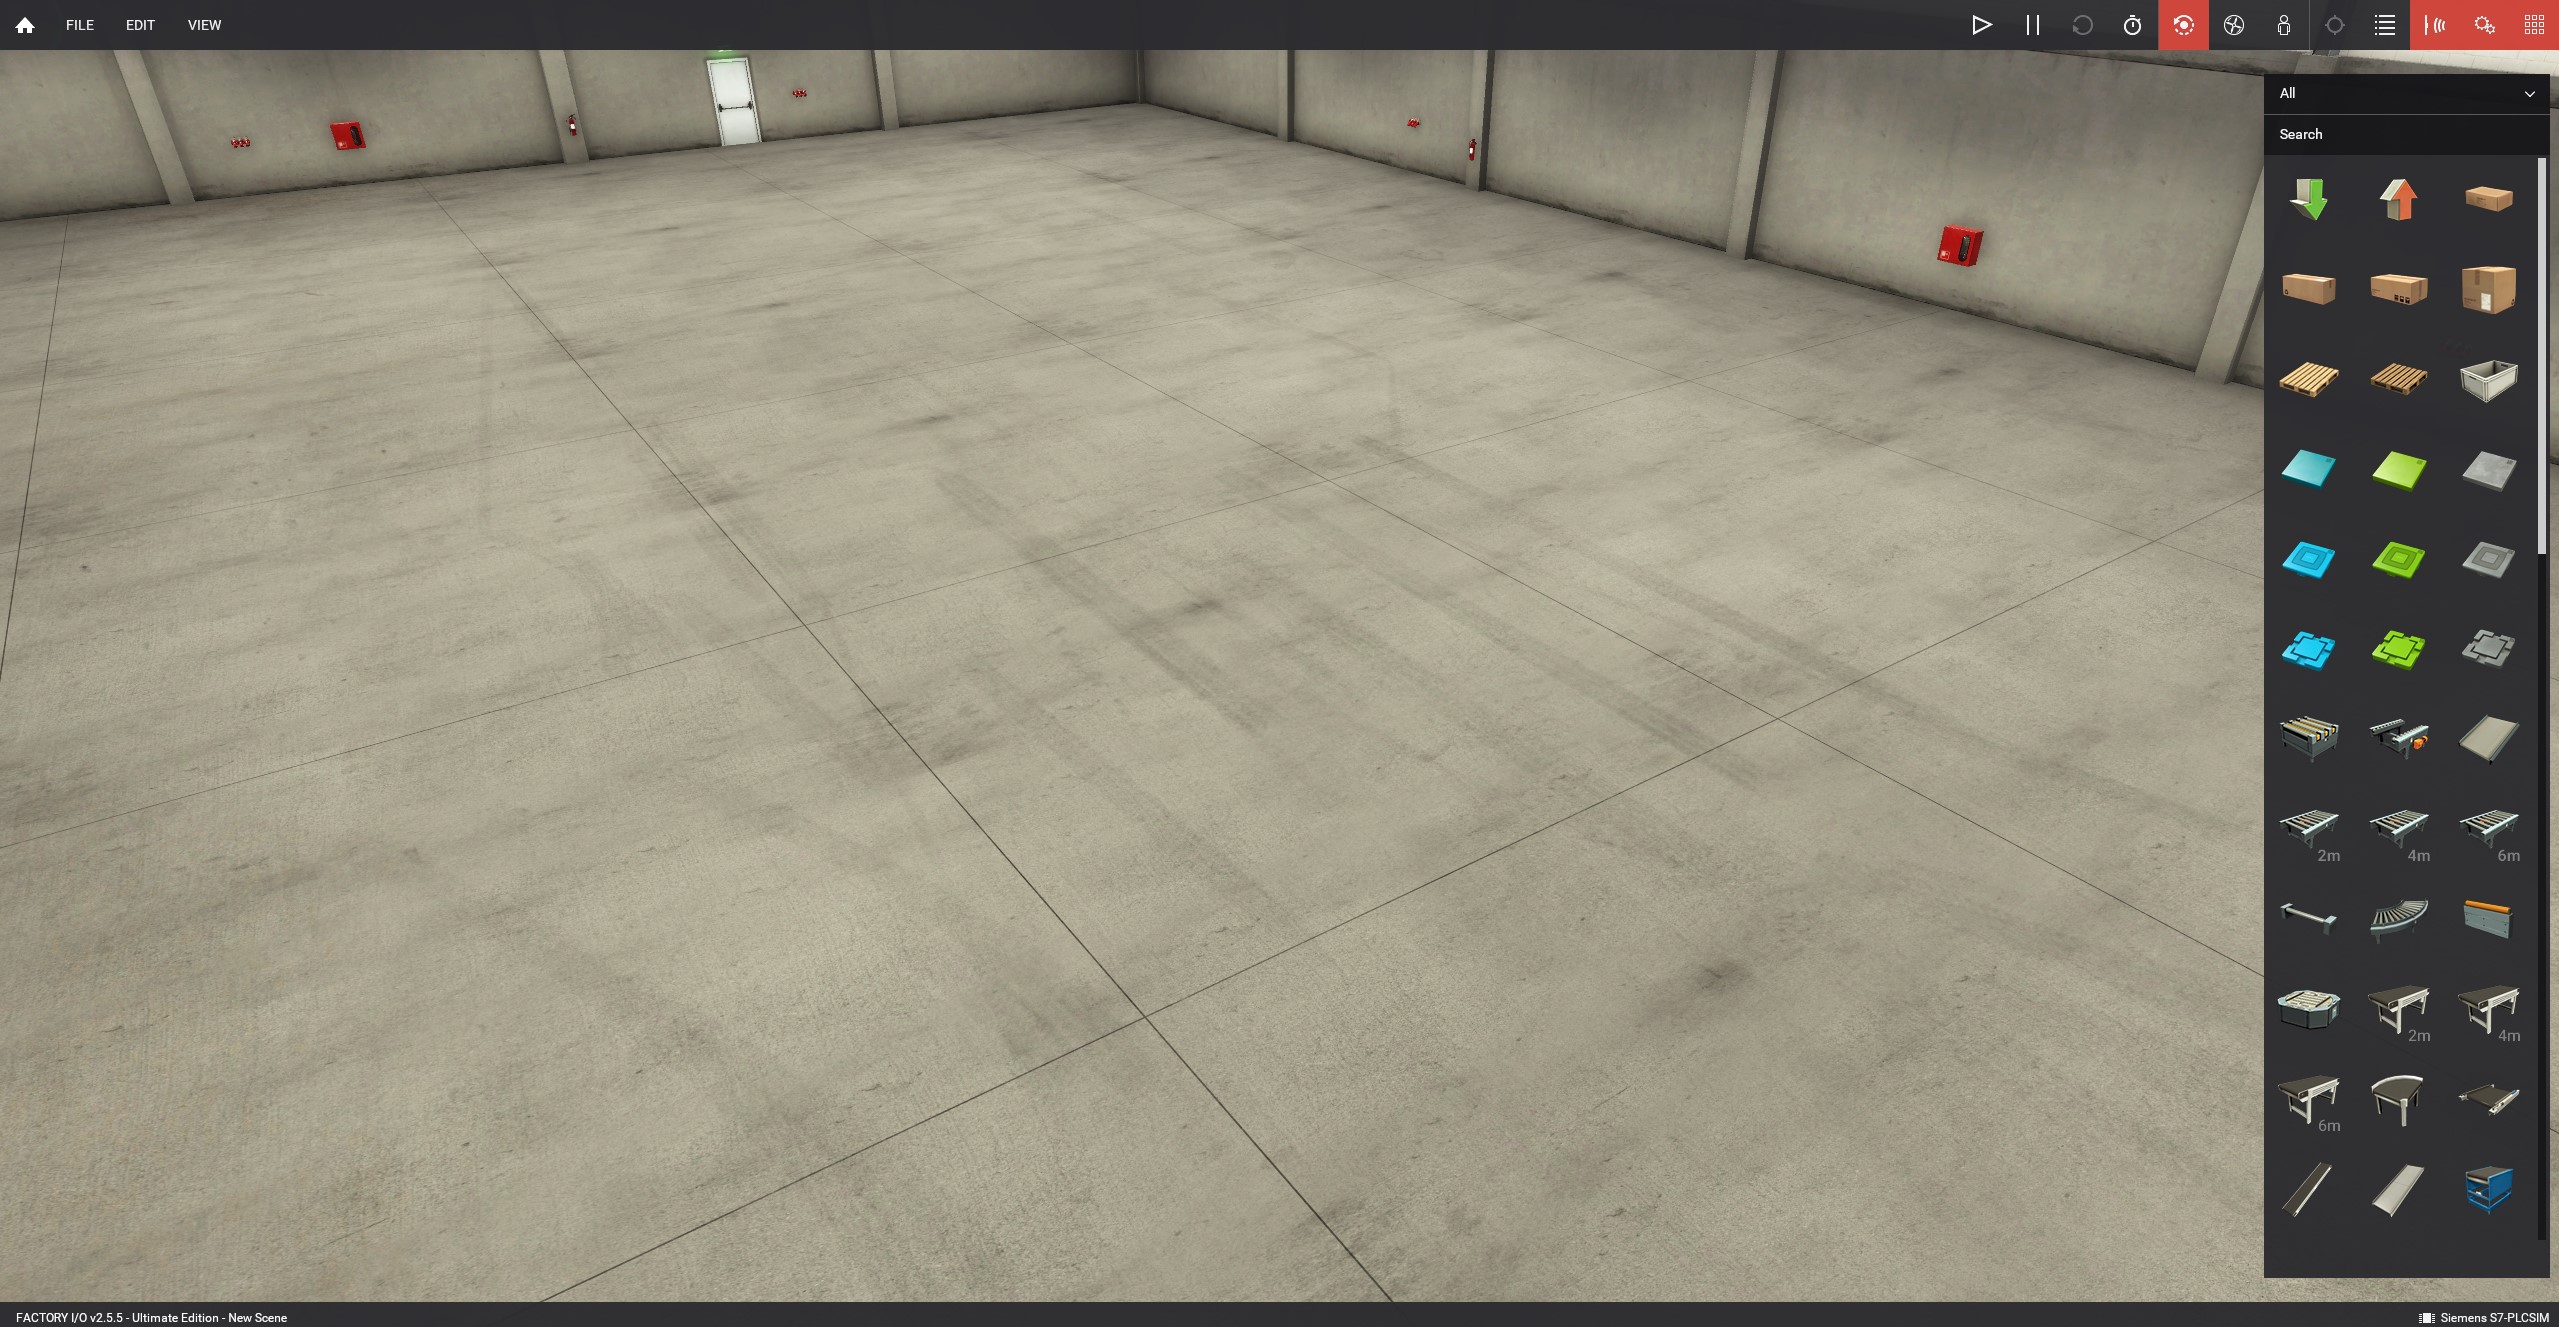 FILE EDIT VIEW
All
Search
2m 4m 6m
2m 4m
6m
FACTORY I/O v2.5.5 - Ultimate Edition - New Scene
Siemens S7-PLCSIM